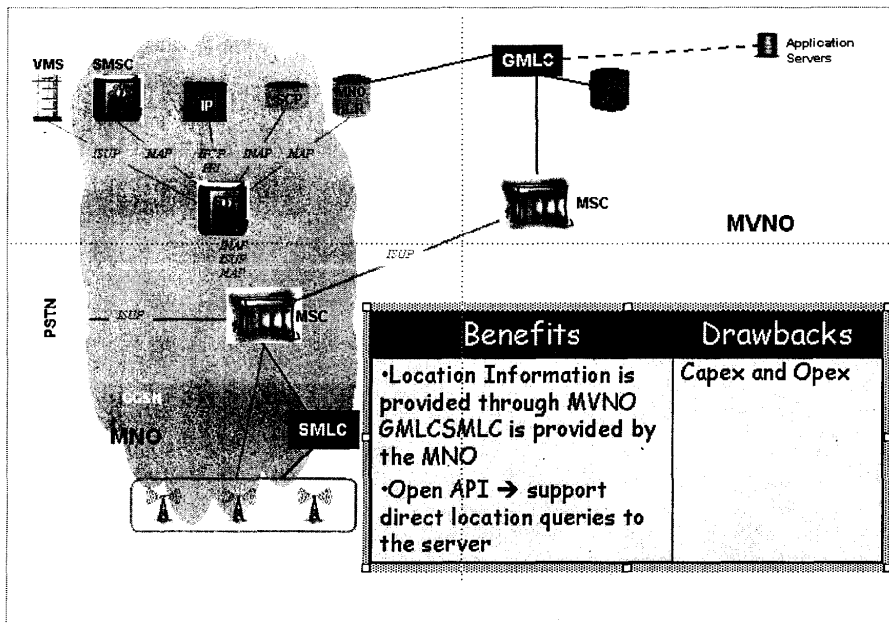 VMS
SMSC
IP
SCP
MNO
HLR
GMLC
Application
Servers
ISUP
MAP
INAP
MAP
MSC
MVNO
INAP
ISUP
MAP
ISUP
PSTN
ISUP
MSC
MNO
SMLC
Benefits
Drawbacks
•Location Information is
provided through MVNO
GMLCSMLC is provided by
the MNO
•Open API → support
direct location queries to
the server
Capex and Opex